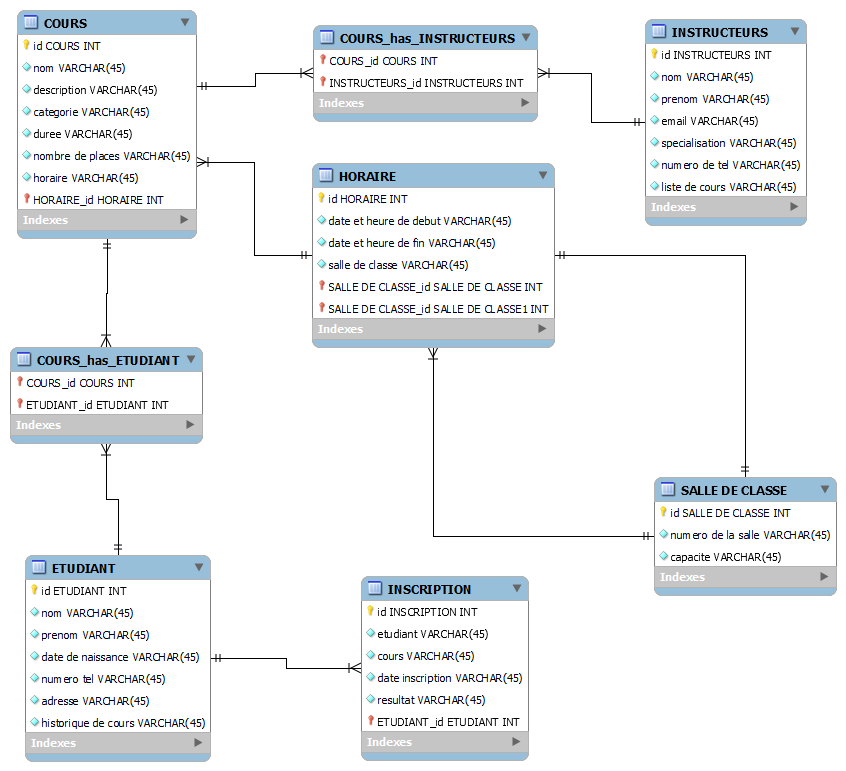 COURS
id COURS INT
nom VARCHAR(45)
description VARCHAR(45)
categorie VARCHAR(45)
duree VARCHAR(45)
nombre de places VARCHAR(45)
horaire VARCHAR(45)
HORAIRE_id HORAIRE INT
Indexes
COURS_has_INSTRUCTEURS
COURS_id COURS INT
INSTRUCTEURS_id INSTRUCTEURS INT
Indexes
INSTRUCTEURS
id INSTRUCTEURS INT
nom VARCHAR(45)
prenom VARCHAR(45)
email VARCHAR(45)
specialisation VARCHAR(45)
numero de tel VARCHAR(45)
liste de cours VARCHAR(45)
Indexes
HORAIRE
id HORAIRE INT
date et heure de debut VARCHAR(45)
date et heure de fin VARCHAR(45)
salle de classe VARCHAR(45)
SALLE DE CLASSE_id SALLE DE CLASSE INT
SALLE DE CLASSE_id SALLE DE CLASSE1 INT
Indexes
COURS_has_ETUDIANT
COURS_id COURS INT
ETUDIANT_id ETUDIANT INT
Indexes
SALLE DE CLASSE
id SALLE DE CLASSE INT
numero de la salle VARCHAR(45)
capacite VARCHAR(45)
Indexes
ETUDIANT
id ETUDIANT INT
nom VARCHAR(45)
prenom VARCHAR(45)
date de naissance VARCHAR(45)
numero tel VARCHAR(45)
adresse VARCHAR(45)
historique de cours VARCHAR(45)
Indexes
INSCRIPTION
id INSCRIPTION INT
etudiant VARCHAR(45)
cours VARCHAR(45)
date inscription VARCHAR(45)
resultat VARCHAR(45)
ETUDIANT_id ETUDIANT INT
Indexes